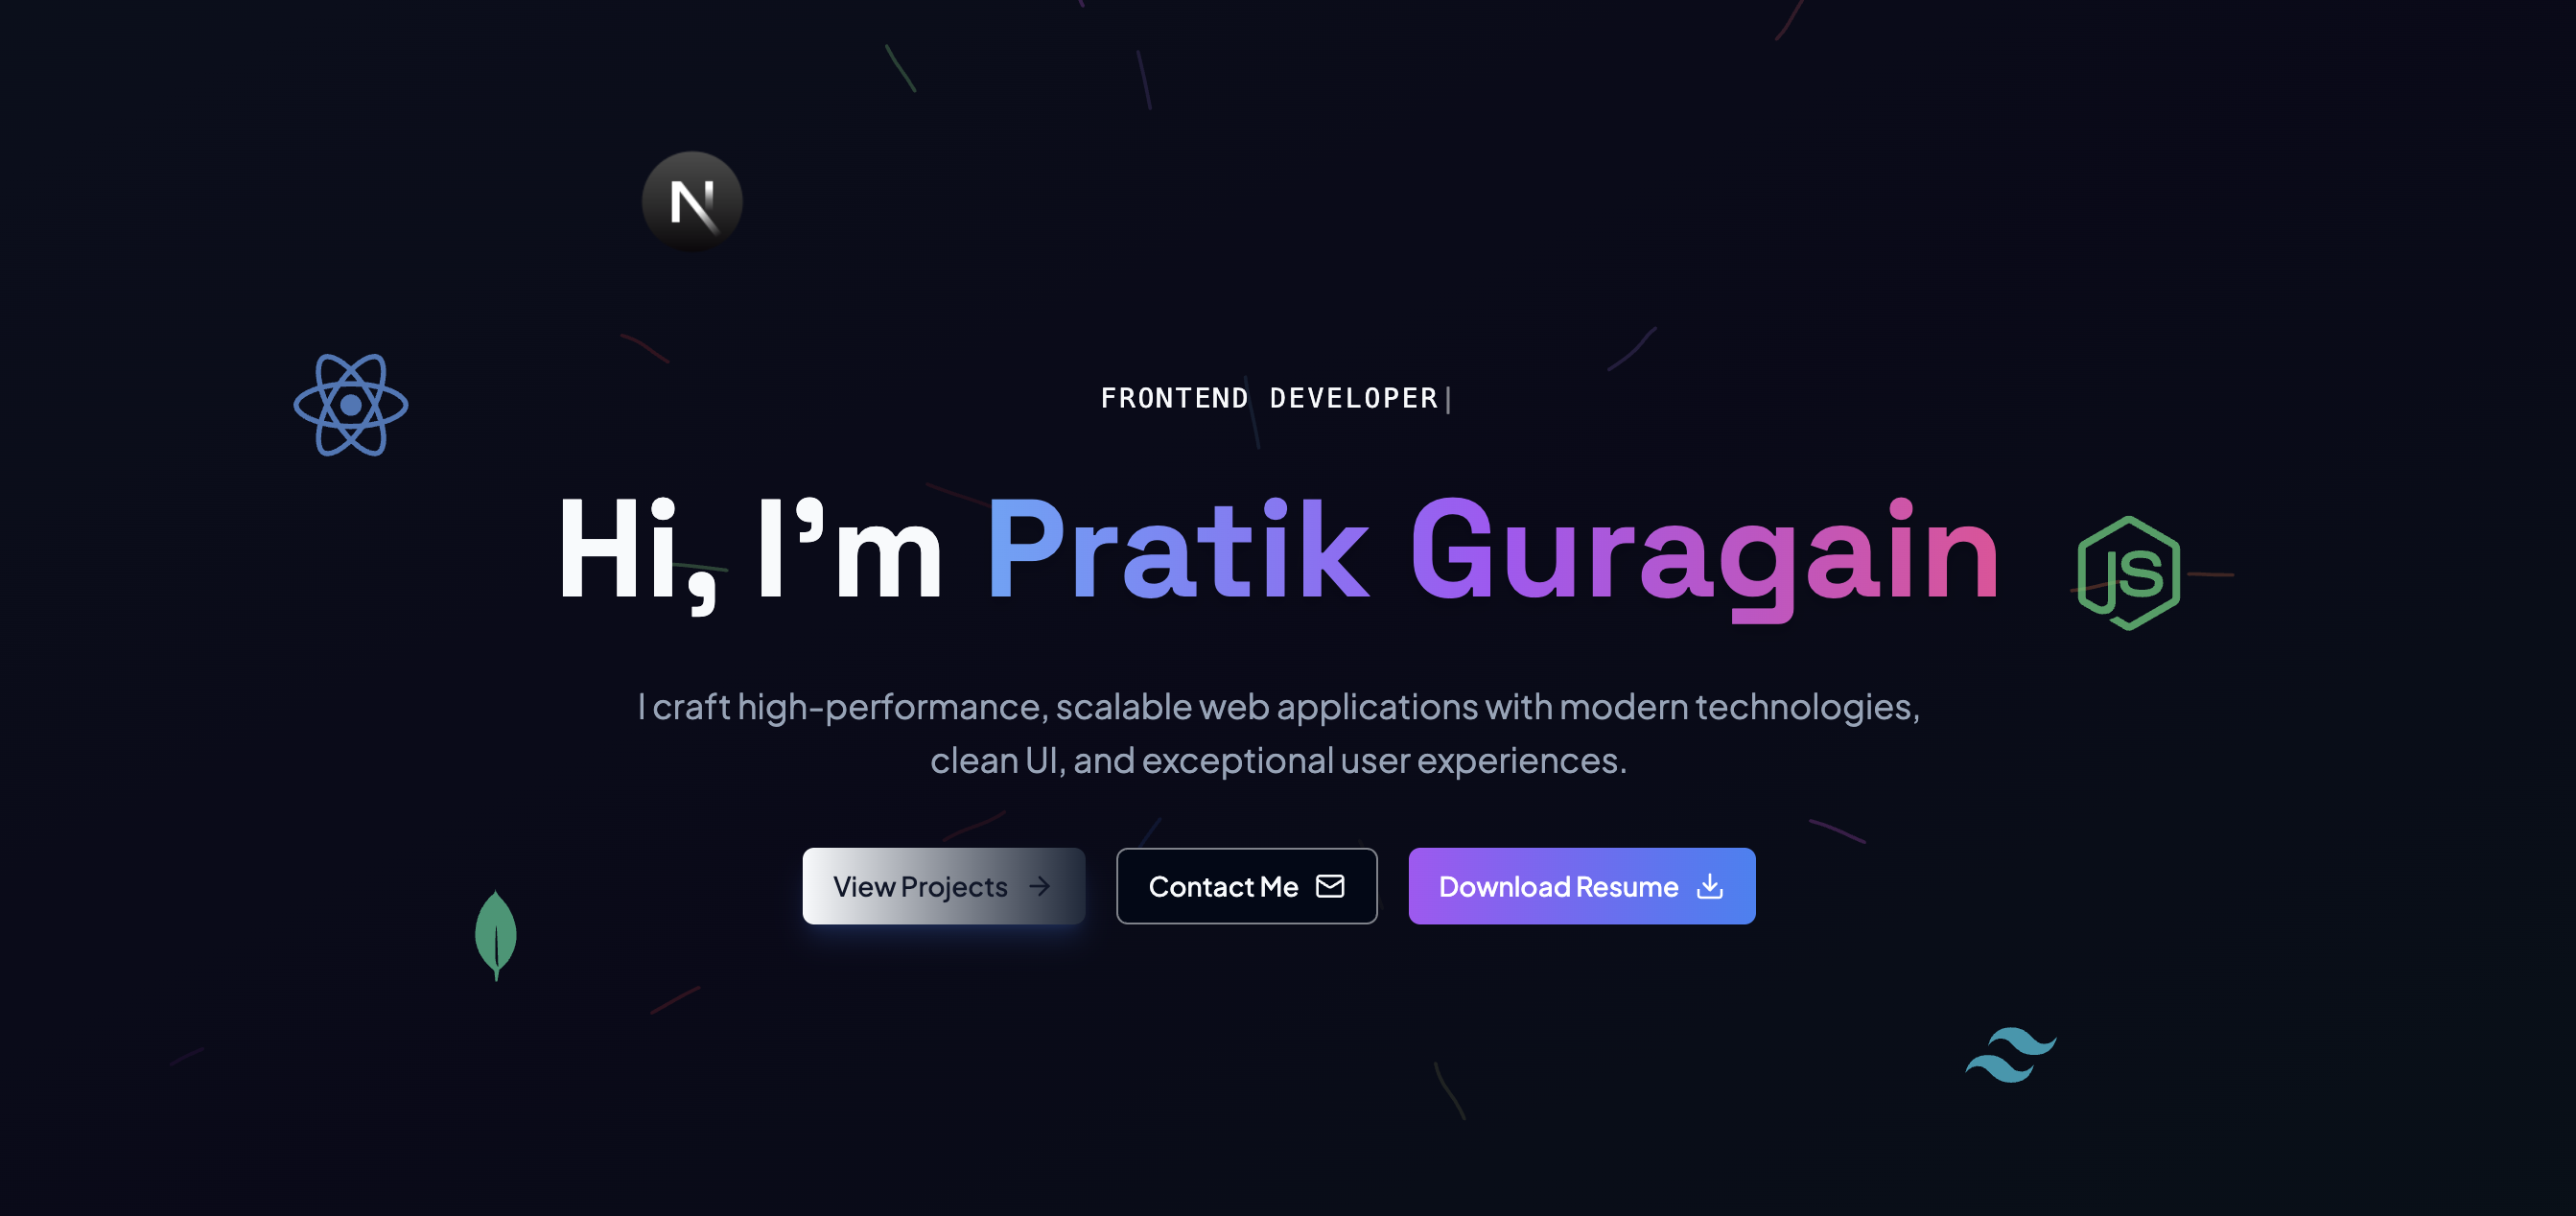 N
FRONTEND DEVELOPER|
Hi, I’m Pratik Guragain
JS
I craft high-performance, scalable web applications with modern technologies,
clean UI, and exceptional user experiences.
View Projects
Contact Me
Download Resume